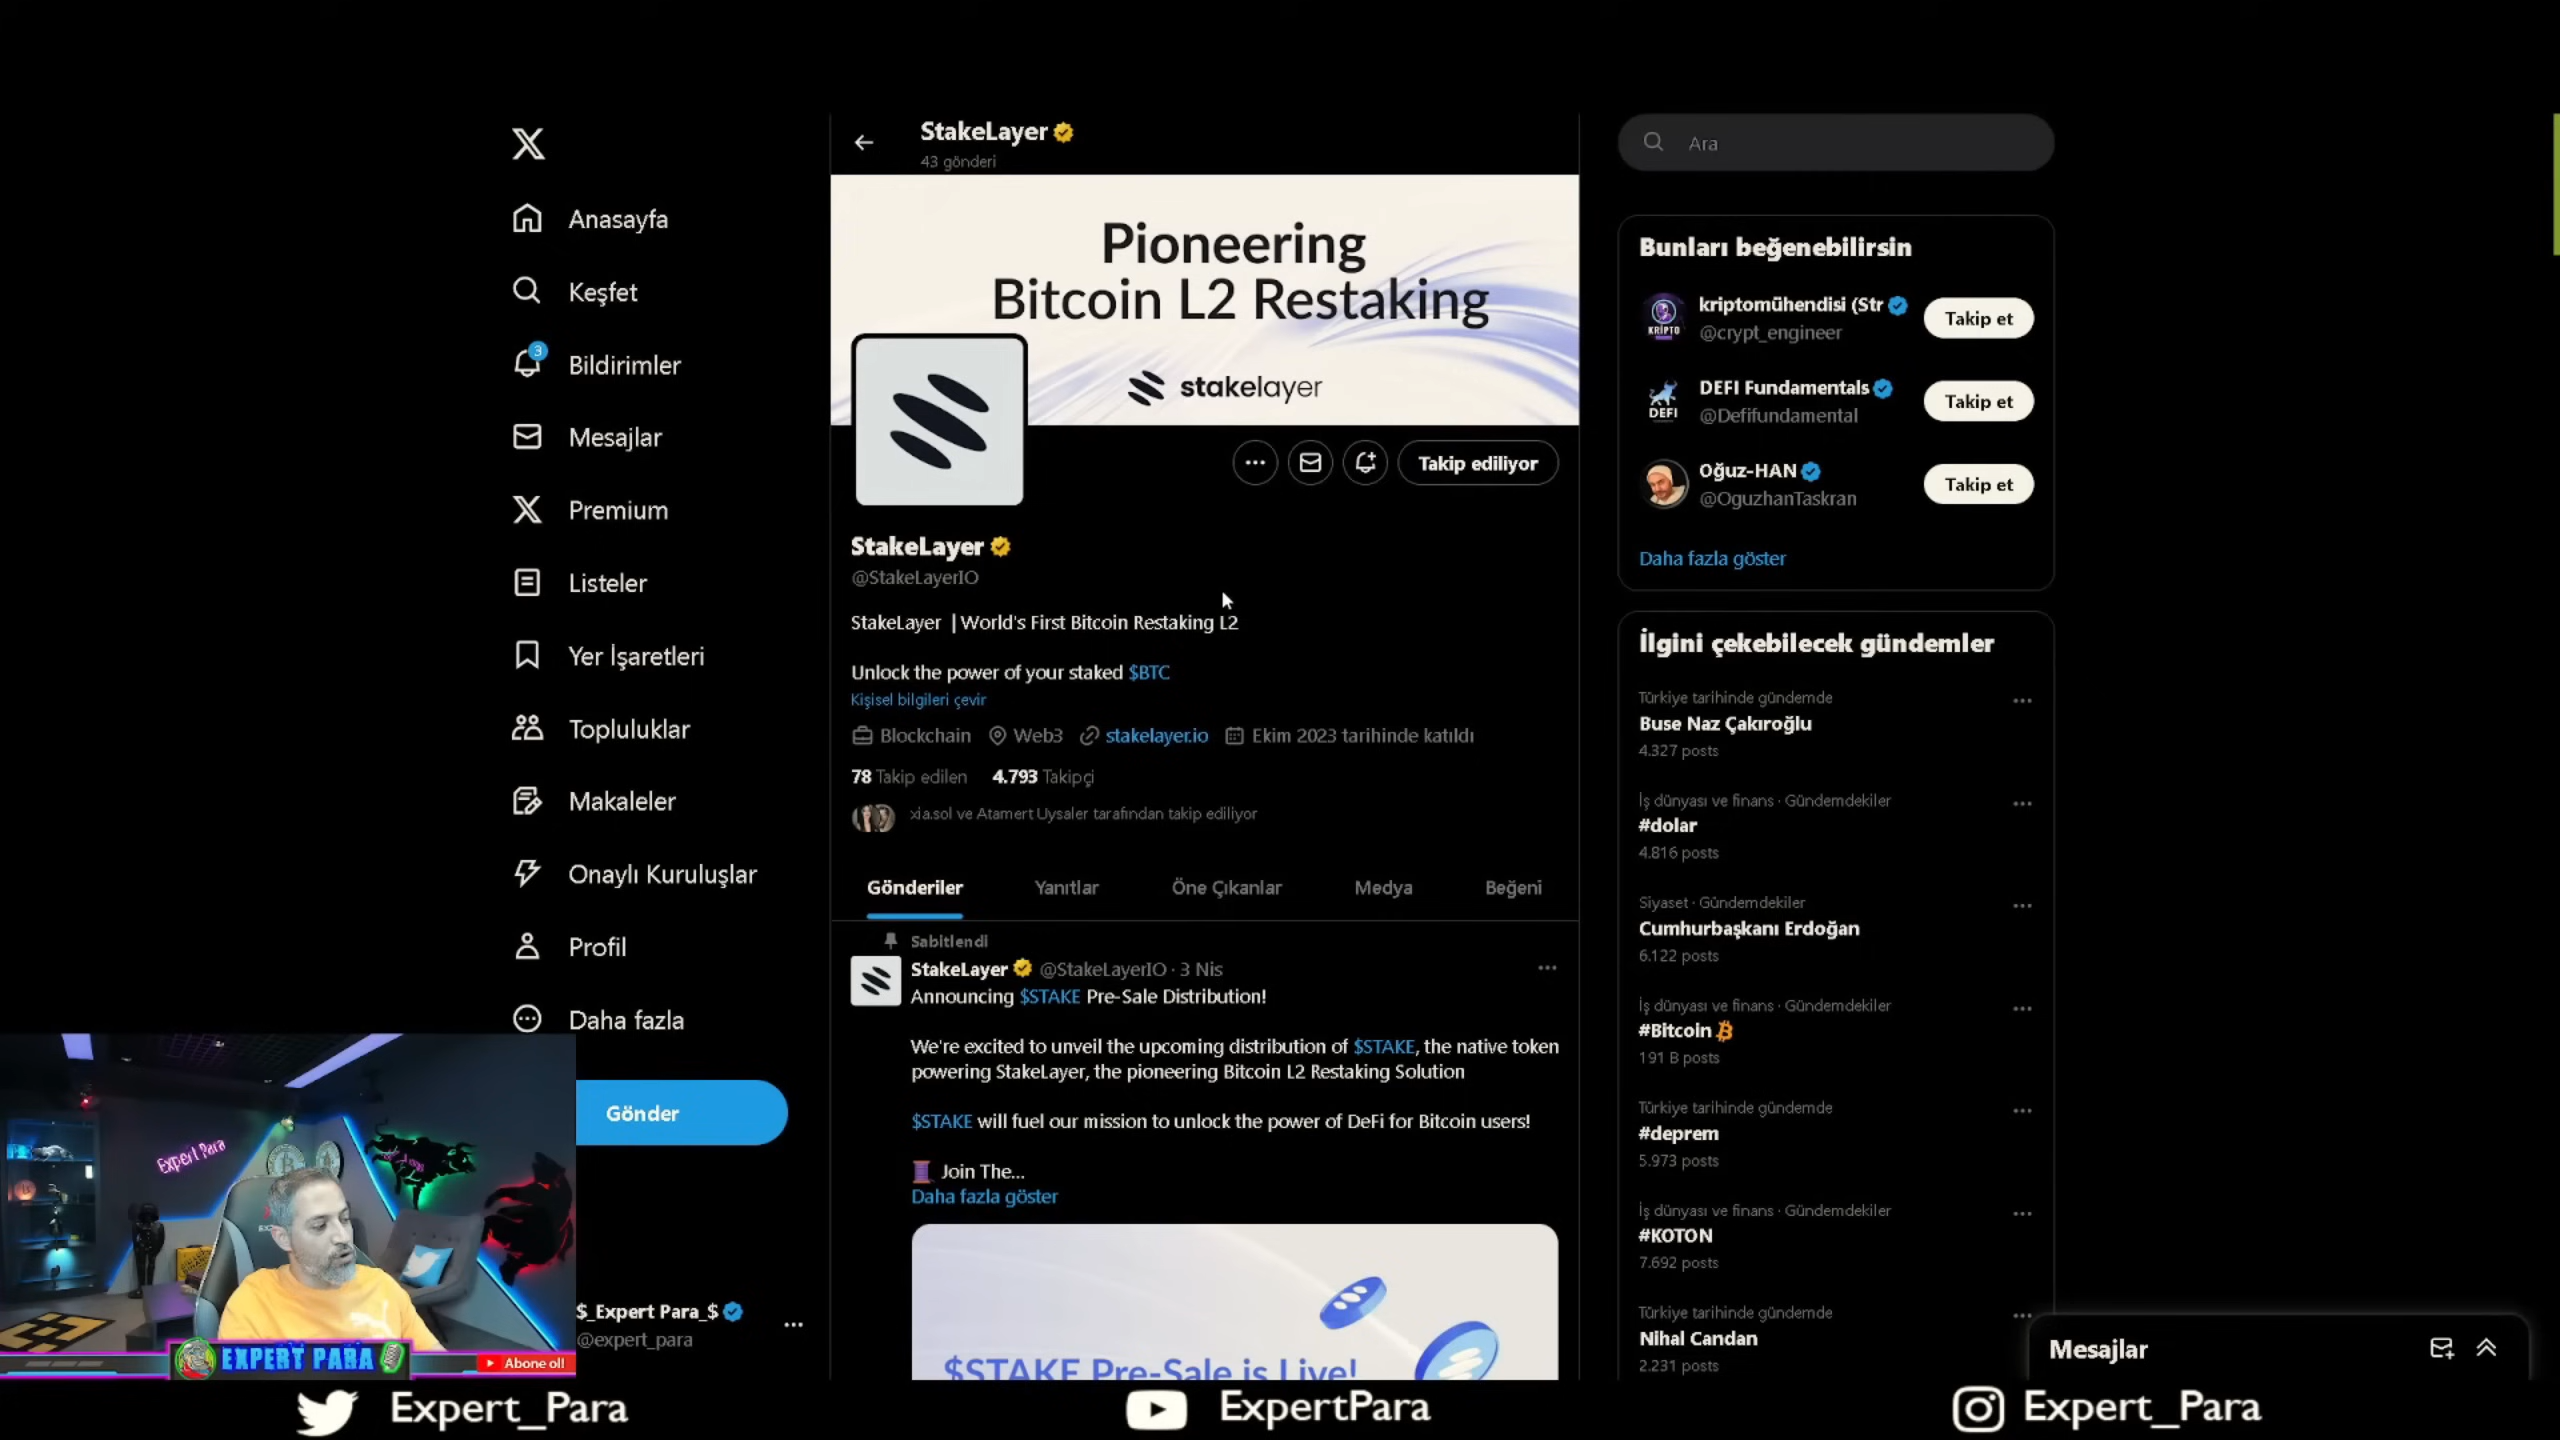 StakeLayer
43 gönderi
Ara
Anasayfa
Keşfet
3
Bildirimler
Mesajlar
Premium
Listeler
Yer İşaretleri
Topluluklar
Makaleler
Onaylı Kuruluşlar
Profil
Daha fazla
Gönder
$_Expert Para_$
@expert_para
Pioneering
Bitcoin L2 Restaking
stakelayer
Takip ediliyor
StakeLayer
@StakeLayerIO
StakeLayer | World's First Bitcoin Restaking L2
Unlock the power of your staked $BTC
Kişisel bilgileri çevir
Blockchain Web3 stakelayer.io Ekim 2023 tarihinde katıldı
78 Takip edilen 4.793 Takipçi
xia.sol ve Atamert Uysaler tarafından takip ediliyor
Gönderiler Yanıtlar Öne Çıkanlar Medya Beğeni
Sabitlendi
StakeLayer @StakeLayerIO · 3 Nis
Announcing $STAKE Pre-Sale Distribution!
We're excited to unveil the upcoming distribution of $STAKE, the native token
powering StakeLayer, the pioneering Bitcoin L2 Restaking Solution
$STAKE will fuel our mission to unlock the power of DeFi for Bitcoin users!
Join The...
Daha fazla göster
$STAKE Pre-Sale is Live!
Bunları beğenebilirsin
KRİPTO
kriptomühendisi (Str
@crypt_engineer
Takip et
DEFI
DEFI Fundamentals
@Defifundamental
Takip et
Oğuz-HAN
@OguzhanTaskran
Takip et
Daha fazla göster
İlgini çekebilecek gündemler
Türkiye tarihinde gündemde
Buse Naz Çakıroğlu
4.327 posts
İş dünyası ve finans · Gündemdekiler
#dolar
4.816 posts
Siyaset · Gündemdekiler
Cumhurbaşkanı Erdoğan
6.122 posts
İş dünyası ve finans · Gündemdekiler
#Bitcoin
191 B posts
Türkiye tarihinde gündemde
#deprem
5.973 posts
İş dünyası ve finans · Gündemdekiler
#KOTON
7.692 posts
Türkiye tarihinde gündemde
Nihal Candan
2.231 posts
Mesajlar
Expert Para
EXPERT PARA
Abone ol!
Expert_Para
ExpertPara
Expert_Para